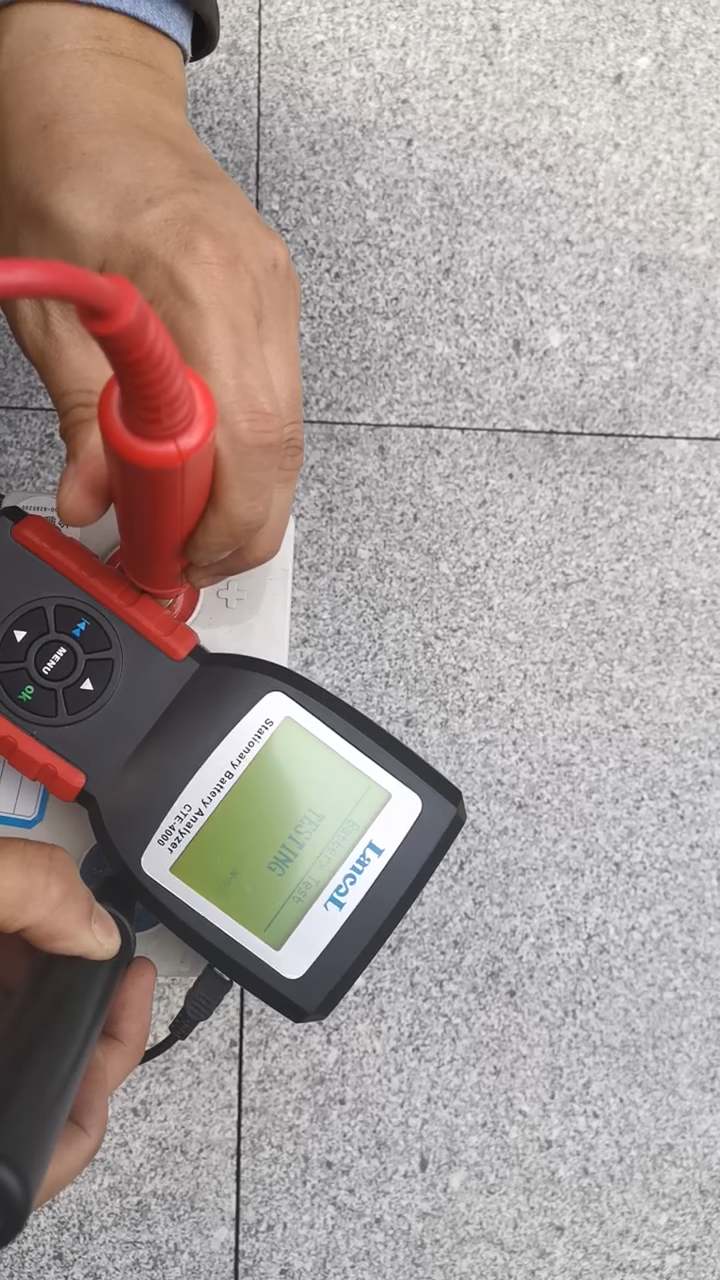 Lancol
Battery Test
TESTING
Stationary Battery Analyzer
CTE-4000
MENU
OK